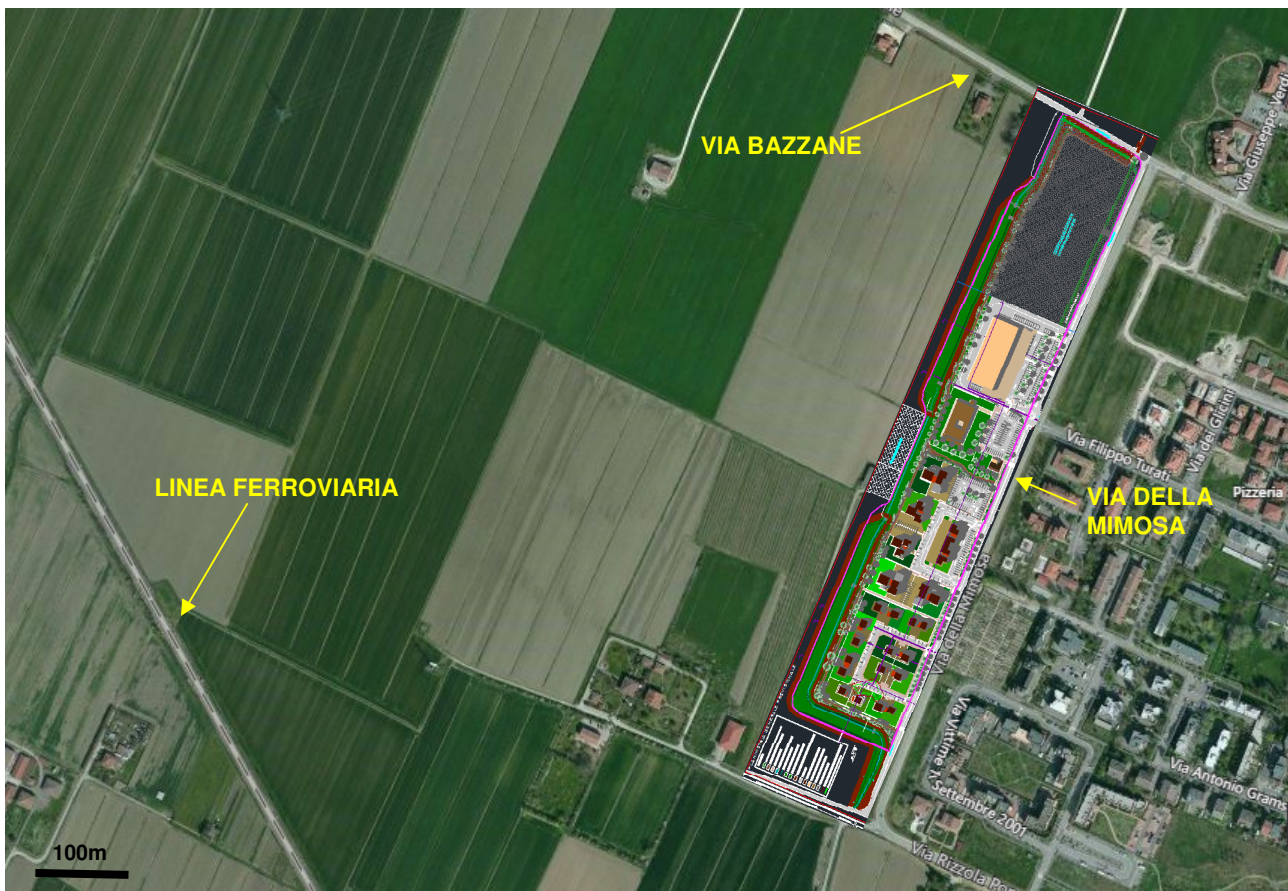 Via Giuseppe Verdi
VIA BAZZANE
Via dei Glicini
Via Filippo Turati
Pizzeria
LINEA FERROVIARIA
VIA DELLA
MIMOSA
Via della Mimosa
Via Vittime
Settembre 2001
Via Antonio Grams
Via Rizzola
100m